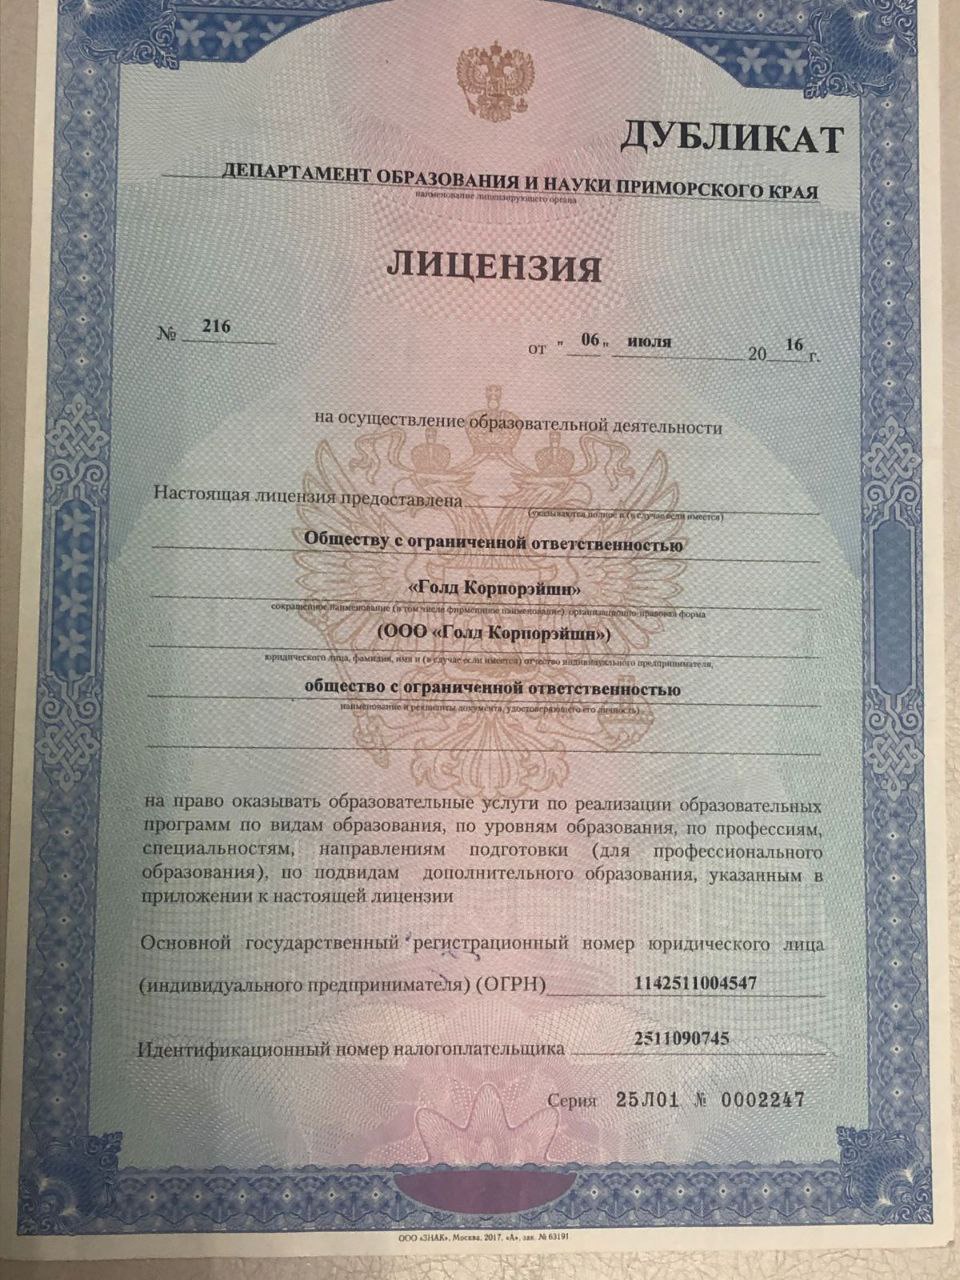 ДУБЛИКАТ
ДЕПАРТАМЕНТ ОБРАЗОВАНИЯ И НАУКИ ПРИМОРСКОГО КРАЯ
наименование лицензирующего органа
ЛИЦЕНЗИЯ
№ 216
от " 06 " июля 20 16 г.
на осуществление образовательной деятельности
Настоящая лицензия предоставлена
(указываются полное и (в случае если имеется)
Обществу с ограниченной ответственностью
«Голд Корпорэйшн»
сокращённое наименование (в том числе фирменное наименование), организационно-правовая форма
(ООО «Голд Корпорэйшн»)
юридического лица, фамилия, имя и (в случае если имеется) отчество индивидуального предпринимателя,
общество с ограниченной ответственностью
наименование и реквизиты документа, удостоверяющего его личность)
на право оказывать образовательные услуги по реализации образовательных
программ по видам образования, по уровням образования, по профессиям,
специальностям, направлениям подготовки (для профессионального
образования), по подвидам дополнительного образования, указанным в
приложении к настоящей лицензии
Основной государственный регистрационный номер юридического лица
(индивидуального предпринимателя) (ОГРН) 1142511004547
Идентификационный номер налогоплательщика 2511090745
Серия 25Л01 № 0002247
ООО «ЗНАК», Москва, 2017, «А», зак. № 63191